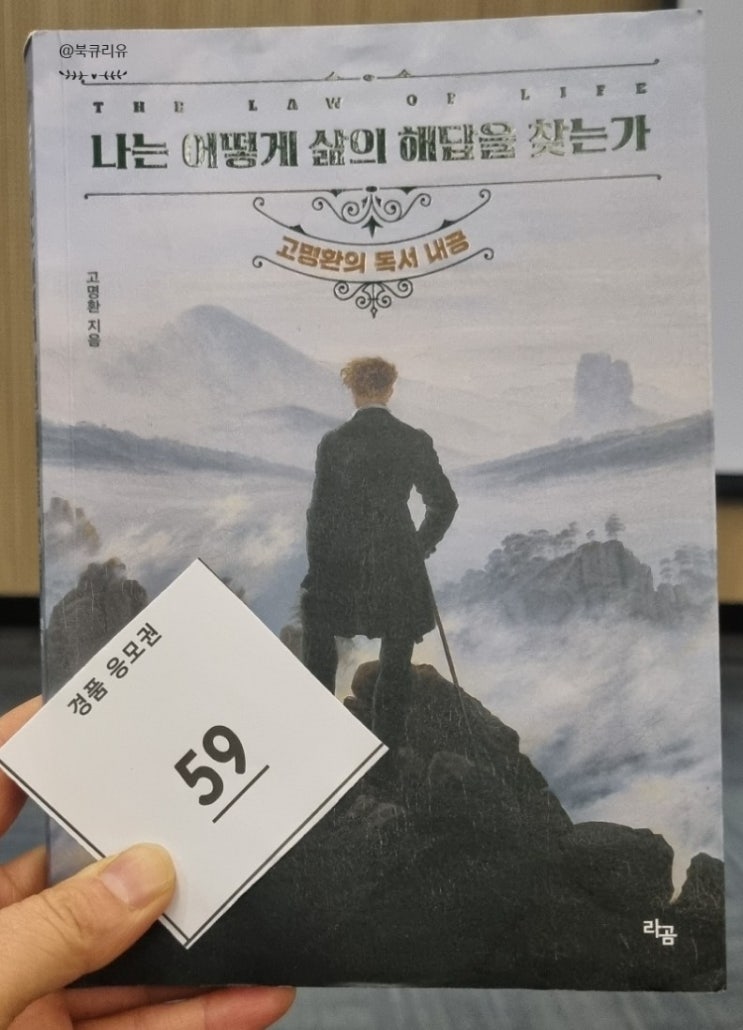 @북큐리유
THE LAW OF LIFE
나는 어떻게 삶의 해답을 찾는가
고명환의 독서 내공
고명환 지음
경품 응모권
59
라곰